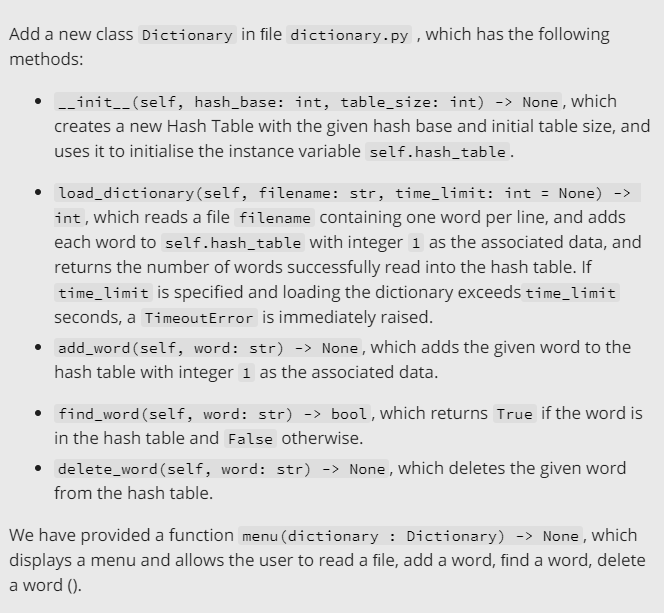 Add a new class Dictionary in file dictionary.py , which has the following
methods:
• __init__(self, hash_base: int, table_size: int) -> None , which
creates a new Hash Table with the given hash base and initial table size, and
uses it to initialise the instance variable self.hash_table .
• load_dictionary(self, filename: str, time_limit: int = None) ->
int , which reads a file filename containing one word per line, and adds
each word to self.hash_table with integer 1 as the associated data, and
returns the number of words successfully read into the hash table. If
time_limit is specified and loading the dictionary exceeds time_limit
seconds, a TimeoutError is immediately raised.
• add_word(self, word: str) -> None , which adds the given word to the
hash table with integer 1 as the associated data.
• find_word(self, word: str) -> bool , which returns True if the word is
in the hash table and False otherwise.
• delete_word(self, word: str) -> None , which deletes the given word
from the hash table.
We have provided a function menu(dictionary : Dictionary) -> None , which
displays a menu and allows the user to read a file, add a word, find a word, delete
a word ().